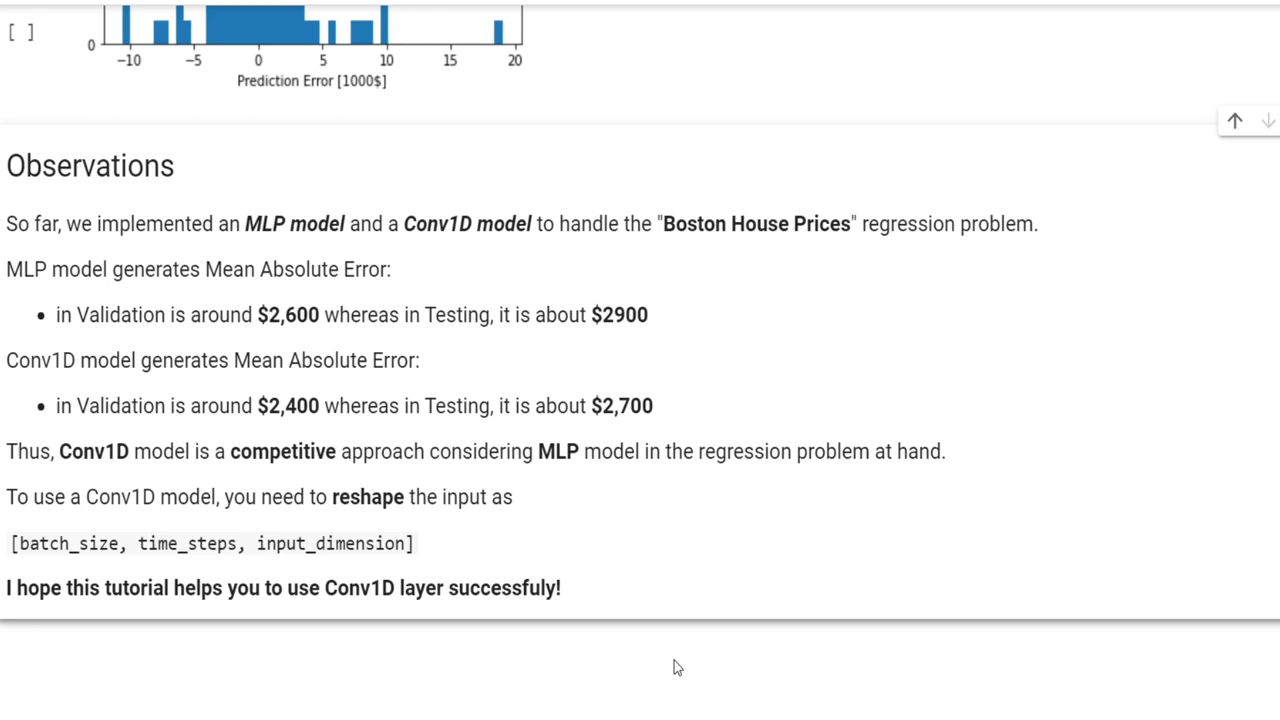 [ ]
0
−10 −5 0 5 10 15 20
Prediction Error [1000$]
Observations
So far, we implemented an MLP model and a Conv1D model to handle the "Boston House Prices" regression problem.
MLP model generates Mean Absolute Error:
• in Validation is around $2,600 whereas in Testing, it is about $2900
Conv1D model generates Mean Absolute Error:
• in Validation is around $2,400 whereas in Testing, it is about $2,700
Thus, Conv1D model is a competitive approach considering MLP model in the regression problem at hand.
To use a Conv1D model, you need to reshape the input as
[batch_size, time_steps, input_dimension]
I hope this tutorial helps you to use Conv1D layer successfuly!